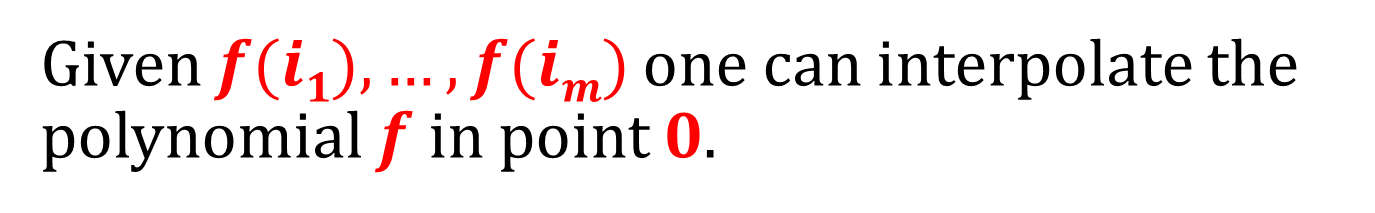 Given f(i₁), … , f(iₘ) one can interpolate the
polynomial f in point 0.